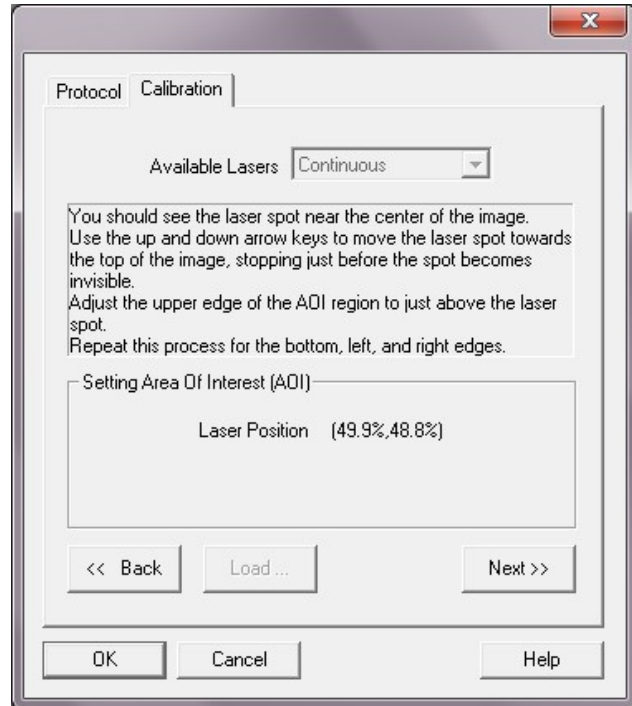 Protocol Calibration
Available Lasers Continuous
You should see the laser spot near the center of the image.
Use the up and down arrow keys to move the laser spot towards
the top of the image, stopping just before the spot becomes
invisible.
Adjust the upper edge of the AOI region to just above the laser
spot.
Repeat this process for the bottom, left, and right edges.
Setting Area Of Interest (AOI)
Laser Position (49.9%,48.8%)
<< Back Load ... Next >>
OK Cancel Help